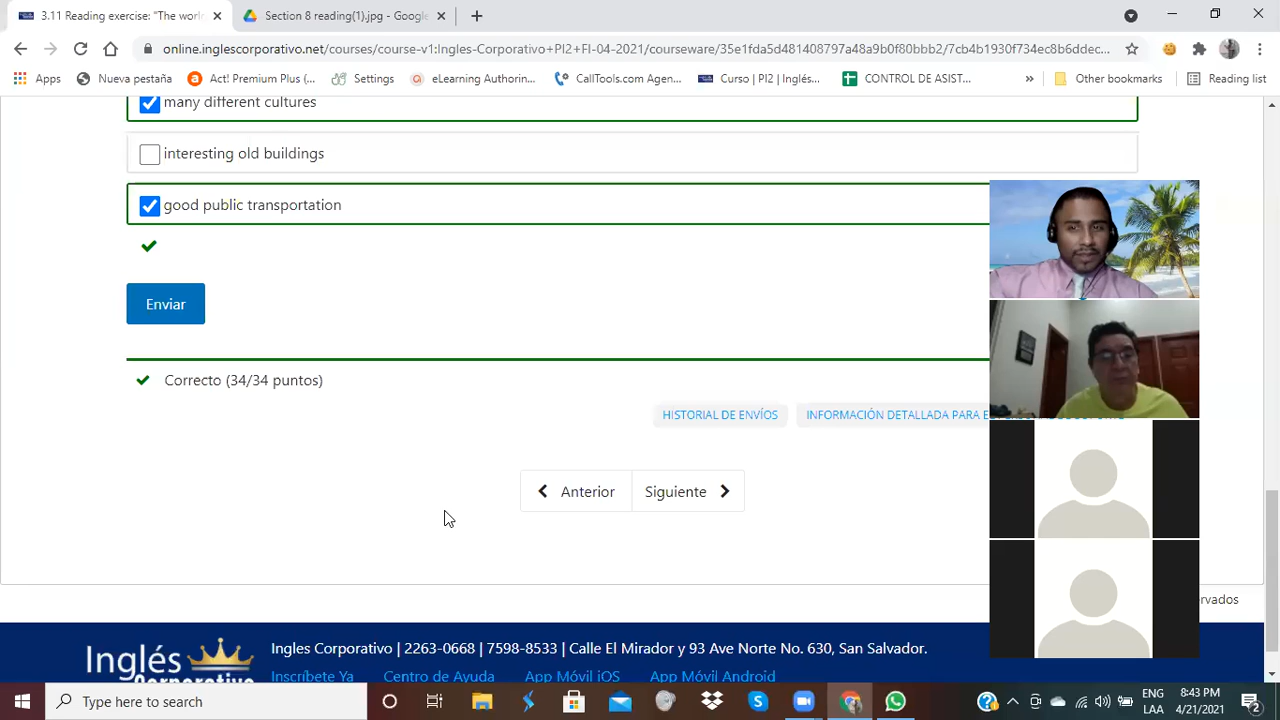 3.11 Reading exercise: "The worl
Section 8 reading(1).jpg - Google
online.inglescorporativo.net/courses/course-v1:Ingles-Corporativo+PI2+FI-04-2021/courseware/35e1fda5d481408797a48a9b0f80bbb2/7cb4b1930f734ec8b6ddec...
Apps
Nueva pestaña
Act! Premium Plus (...
Settings
eLearning Authorin...
CallTools.com Agen...
Curso | PI2 | Inglés...
CONTROL DE ASIST...
»
Other bookmarks
Reading list
many different cultures
interesting old buildings
good public transportation
Enviar
Correcto (34/34 puntos)
HISTORIAL DE ENVÍOS
INFORMACIÓN DETALLADA PARA
Anterior
Siguiente
rvados
Inglés
Corporativo
Ingles Corporativo | 2263-0668 | 7598-8533 | Calle El Mirador y 93 Ave Norte No. 630, San Salvador.
Inscríbete Ya
Centro de Ayuda
App Móvil iOS
App Móvil Android
Type here to search
ENG
LAA
8:43 PM
4/21/2021
2